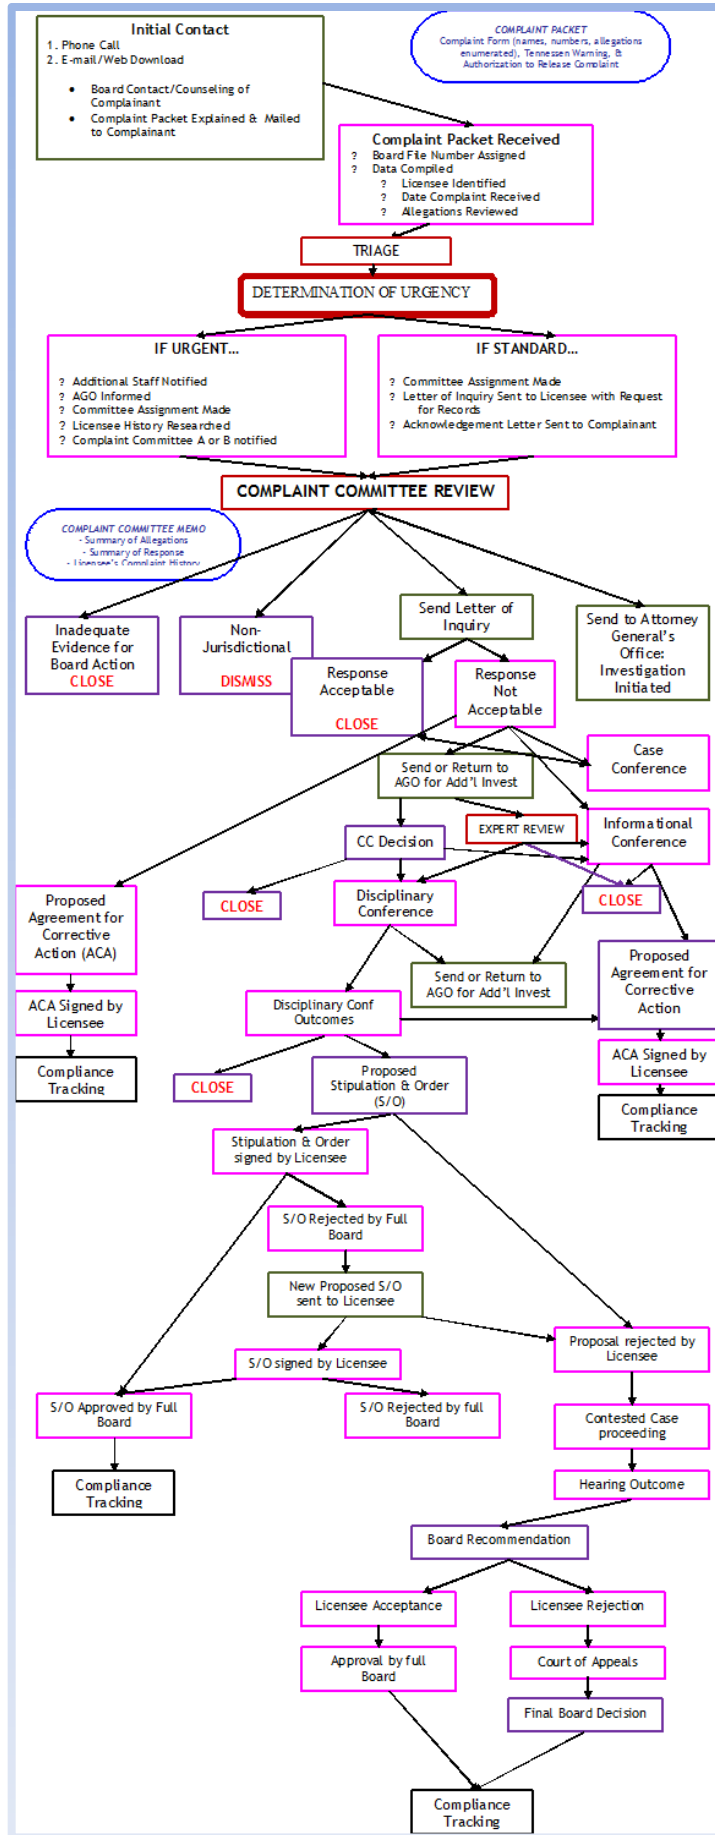 Initial Contact
1. Phone Call
2. E-mail/Web Download
• Board Contact/Counseling of
Complainant
• Complaint Packet Explained & Mailed
to Complainant
COMPLAINT PACKET
Complaint Form (names, numbers, allegations
enumerated), Tennessen Warning, &
Authorization to Release Complaint
Complaint Packet Received
? Board File Number Assigned
? Data Compiled
? Licensee Identified
? Date Complaint Received
? Allegations Reviewed
TRIAGE
DETERMINATION OF URGENCY
IF URGENT...
? Additional Staff Notified
? AGO Informed
? Committee Assignment Made
? Licensee History Researched
? Complaint Committee A or B notified
IF STANDARD...
? Committee Assignment Made
? Letter of Inquiry Sent to Licensee with Request
for Records
? Acknowledgement Letter Sent to Complainant
COMPLAINT COMMITTEE REVIEW
COMPLAINT COMMITTEE MEMO
- Summary of Allegations
- Summary of Response
- Licensee's Complaint History
Inadequate
Evidence for
Board Action
CLOSE
Non-
Jurisdictional
DISMISS
Send Letter of
Inquiry
Send to Attorney
General's
Office:
Investigation
Initiated
Response
Acceptable
CLOSE
Response
Not
Acceptable
Case
Conference
Send or Return to
AGO for Add'l Invest
EXPERT REVIEW
Informational
Conference
CC Decision
CLOSE
Disciplinary
Conference
CLOSE
Proposed
Agreement for
Corrective
Action (ACA)
Send or Return to
AGO for Add'l Invest
Proposed
Agreement for
Corrective
Action
ACA Signed by
Licensee
Disciplinary Conf
Outcomes
ACA Signed by
Licensee
Compliance
Tracking
CLOSE
Proposed
Stipulation & Order
(S/O)
Compliance
Tracking
Stipulation & Order
signed by Licensee
S/O Rejected by Full
Board
New Proposed S/O
sent to Licensee
Proposal rejected by
Licensee
S/O signed by Licensee
S/O Approved by Full
Board
S/O Rejected by full
Board
Contested Case
proceeding
Compliance
Tracking
Hearing Outcome
Board Recommendation
Licensee Acceptance
Licensee Rejection
Approval by full
Board
Court of Appeals
Final Board Decision
Compliance
Tracking